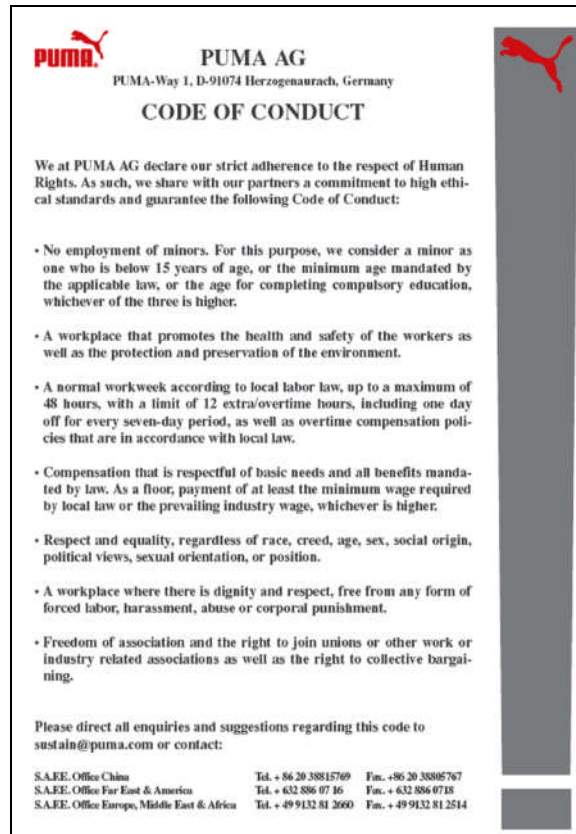 PUMA.
PUMA AG
PUMA-Way 1, D-91074 Herzogenaurach, Germany
CODE OF CONDUCT
We at PUMA AG declare our strict adherence to the respect of Human
Rights. As such, we share with our partners a commitment to high ethi-
cal standards and guarantee the following Code of Conduct:
• No employment of minors. For this purpose, we consider a minor as
one who is below 15 years of age, or the minimum age mandated by
the applicable law, or the age for completing compulsory education,
whichever of the three is higher.
• A workplace that promotes the health and safety of the workers as
well as the protection and preservation of the environment.
• A normal workweek according to local labor law, up to a maximum of
48 hours, with a limit of 12 extra/overtime hours, including one day
off for every seven-day period, as well as overtime compensation poli-
cies that are in accordance with local law.
• Compensation that is respectful of basic needs and all benefits manda-
ted by law. As a floor, payment of at least the minimum wage required
by local law or the prevailing industry wage, whichever is higher.
• Respect and equality, regardless of race, creed, age, sex, social origin,
political views, sexual orientation, or position.
• A workplace where there is dignity and respect, free from any form of
forced labor, harassment, abuse or corporal punishment.
• Freedom of association and the right to join unions or other work or
industry related associations as well as the right to collective bargai-
ning.
Please direct all enquiries and suggestions regarding this code to
sustain@puma.com or contact:
S.A.F.E. Office China Tel. + 86 20 38815769 Fax. +86 20 38805767
S.A.F.E. Office Far East & America Tel. + 632 886 07 16 Fax. + 632 886 0718
S.A.F.E. Office Europe, Middle East & Africa Tel. + 49 9132 81 2660 Fax. + 49 9132 81 2514